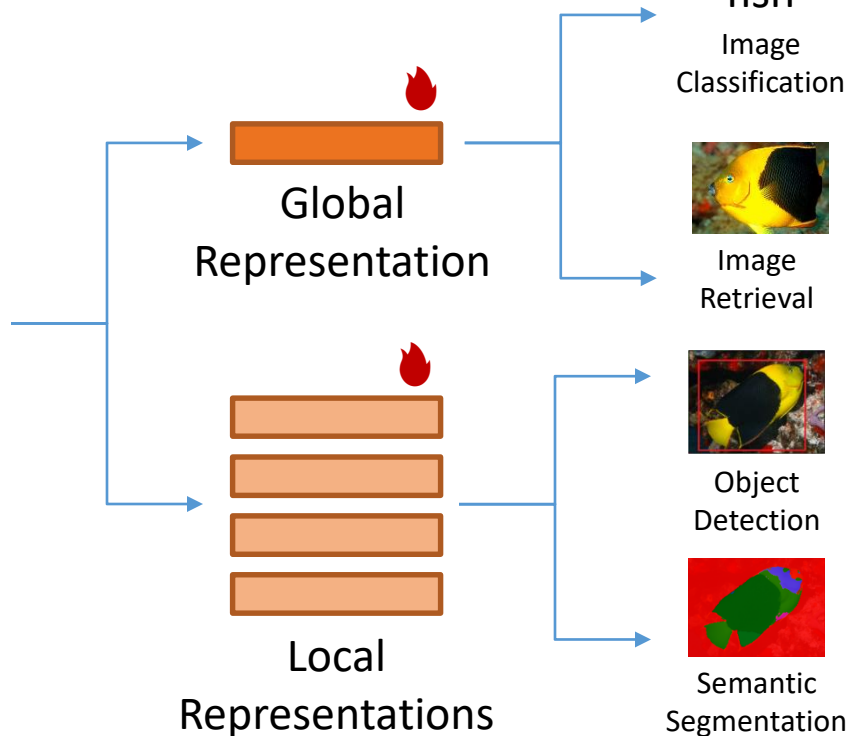 Image
Classification
Global
Representation
Image
Retrieval
Object
Detection
Local
Representations
Semantic
Segmentation